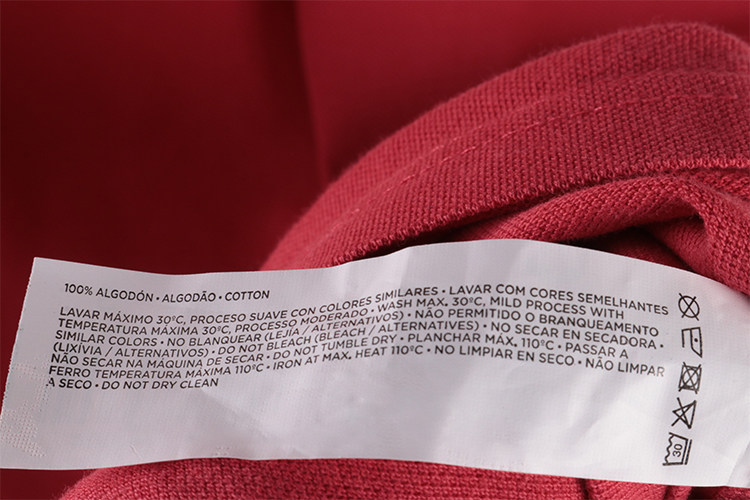 100% ALGODÓN • ALGODÃO • COTTON
LAVAR MÁXIMO 30ºC, PROCESO SUAVE CON COLORES SIMILARES • LAVAR COM CORES SEMELHANTES
TEMPERATURA MÁXIMA 30ºC, PROCESSO MODERADO • WASH MAX. 30ºC, MILD PROCESS WITH
SIMILAR COLORS • NO BLANQUEAR (LEJÍA / ALTERNATIVOS) • NÃO PERMITIDO O BRANQUEAMENTO
(LIXÍVIA / ALTERNATIVOS) • DO NOT BLEACH (BLEACH / ALTERNATIVES) • NO SECAR EN SECADORA •
NÃO SECAR NA MÁQUINA DE SECAR • DO NOT TUMBLE DRY • PLANCHAR MÁX. 110ºC • PASSAR A
FERRO TEMPERATURA MÁXIMA 110ºC • IRON AT MAX. HEAT 110ºC • NO LIMPIAR EN SECO • NÃO LIMPAR
A SECO • DO NOT DRY CLEAN
30